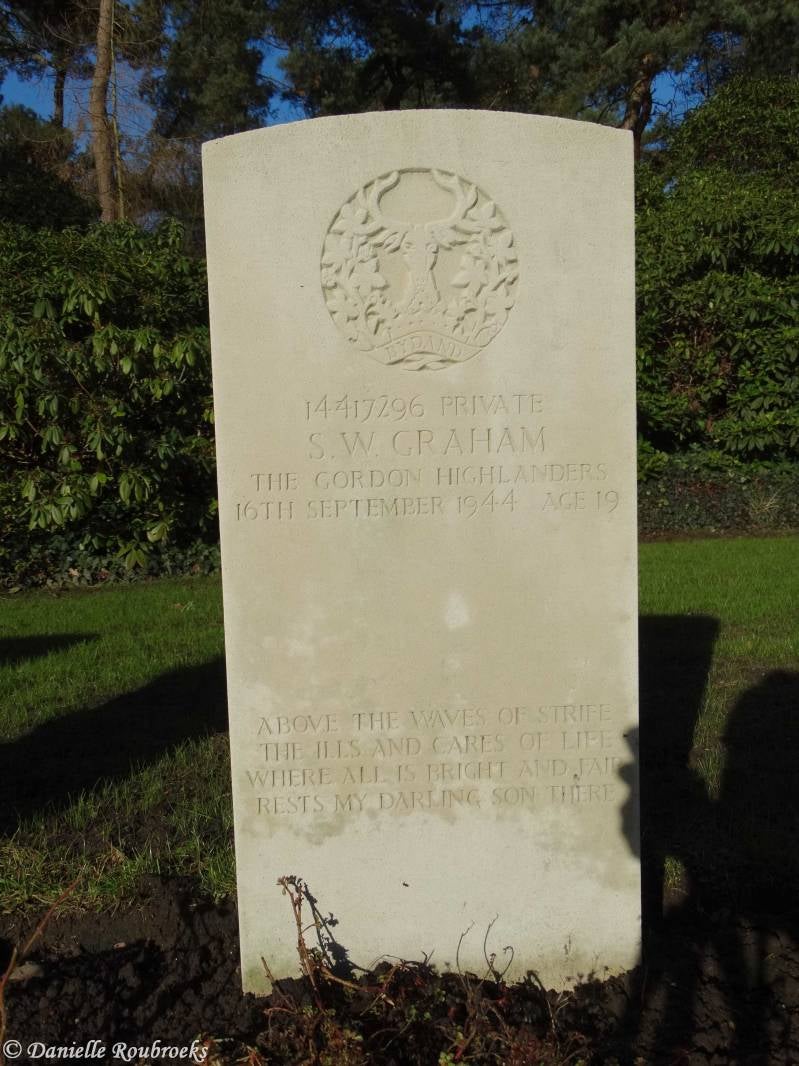 BYDAND
14417296 PRIVATE
S.W. GRAHAM
THE GORDON HIGHLANDERS
16TH SEPTEMBER 1944 AGE 19
ABOVE THE WAVES OF STRIFE
THE ILLS AND CARES OF LIFE
WHERE ALL IS BRIGHT AND FAIR
RESTS MY DARLING SON THERE
© Danielle Roubroeks